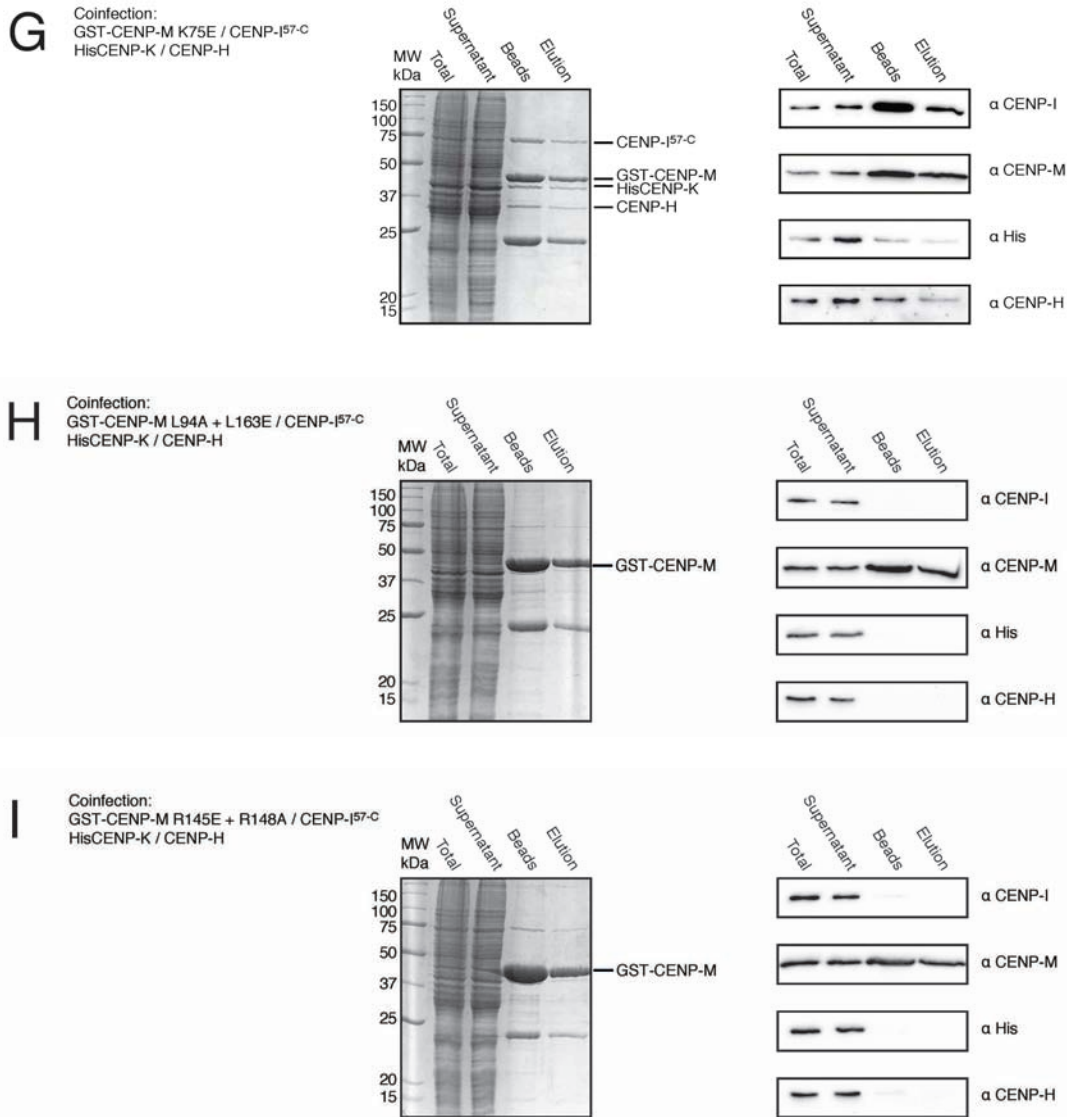 G
Coinfection:
GST-CENP-M K75E / CENP-I57-C
HisCENP-K / CENP-H
MW
kDa
Total
Supernatant
Beads
Elution
150
100
75
50
37
25
20
15
CENP-I57-C
GST-CENP-M
HisCENP-K
CENP-H
Total
Supernatant
Beads
Elution
α CENP-I
α CENP-M
α His
α CENP-H
H
Coinfection:
GST-CENP-M L94A + L163E / CENP-I57-C
HisCENP-K / CENP-H
MW
kDa
Total
Supernatant
Beads
Elution
150
100
75
50
37
25
20
15
GST-CENP-M
Total
Supernatant
Beads
Elution
α CENP-I
α CENP-M
α His
α CENP-H
I
Coinfection:
GST-CENP-M R145E + R148A / CENP-I57-C
HisCENP-K / CENP-H
MW
kDa
Total
Supernatant
Beads
Elution
150
100
75
50
37
25
20
15
GST-CENP-M
Total
Supernatant
Beads
Elution
α CENP-I
α CENP-M
α His
α CENP-H